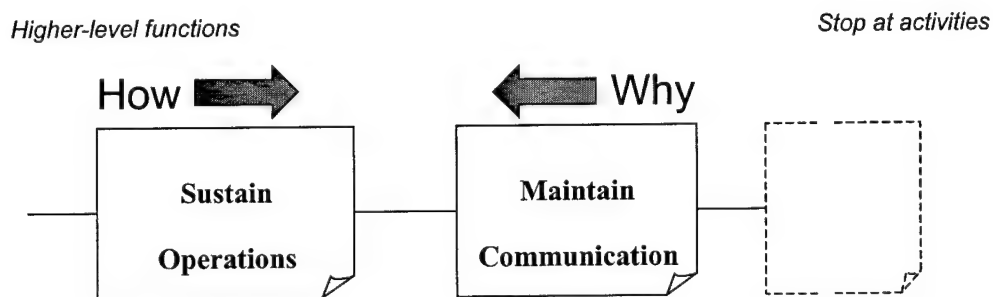 Higher-level functions
Stop at activities
How
Why
Sustain
Operations
Maintain
Communication